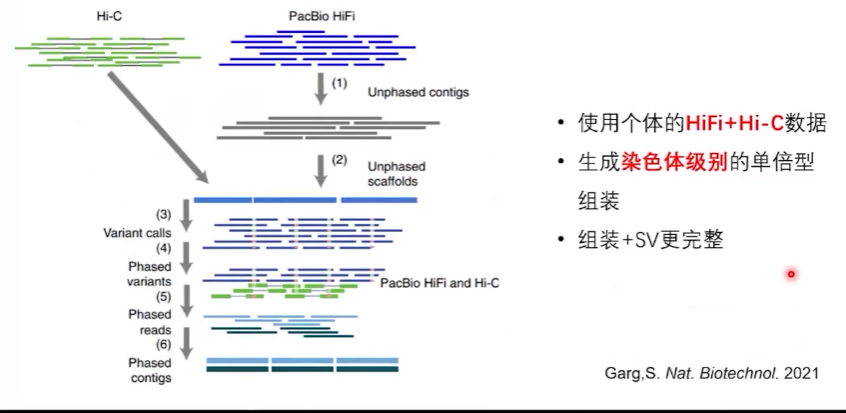 Hi-C
PacBio HiFi
(1)
Unphased contigs
(2)
Unphased
scaffolds
(3)
Variant calls
(4)
Phased
variants
(5)
PacBio HiFi and Hi-C
Phased
reads
(6)
Phased
contigs
• 使用个体的HiFi+Hi-C数据
• 生成染色体级别的单倍型
组装
• 组装+SV更完整
Garg,S. Nat. Biotechnol. 2021